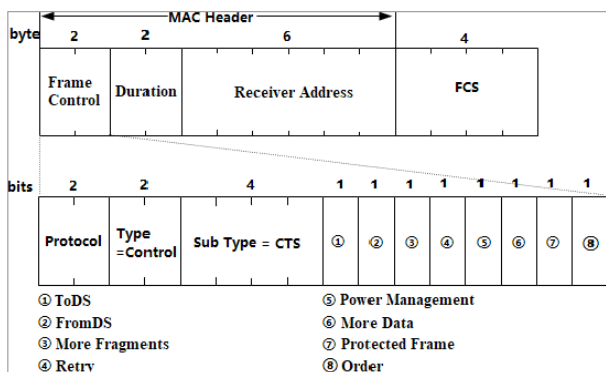 MAC Header
byte 2 2 6 4
Frame Control Duration Receiver Address FCS
bits 2 2 4 1 1 1 1 1 1 1 1
Protocol Type =Control Sub Type = CTS ① ② ③ ④ ⑤ ⑥ ⑦ ⑧
① ToDS ⑤ Power Management
② FromDS ⑥ More Data
③ More Fragments ⑦ Protected Frame
④ Retry ⑧ Order